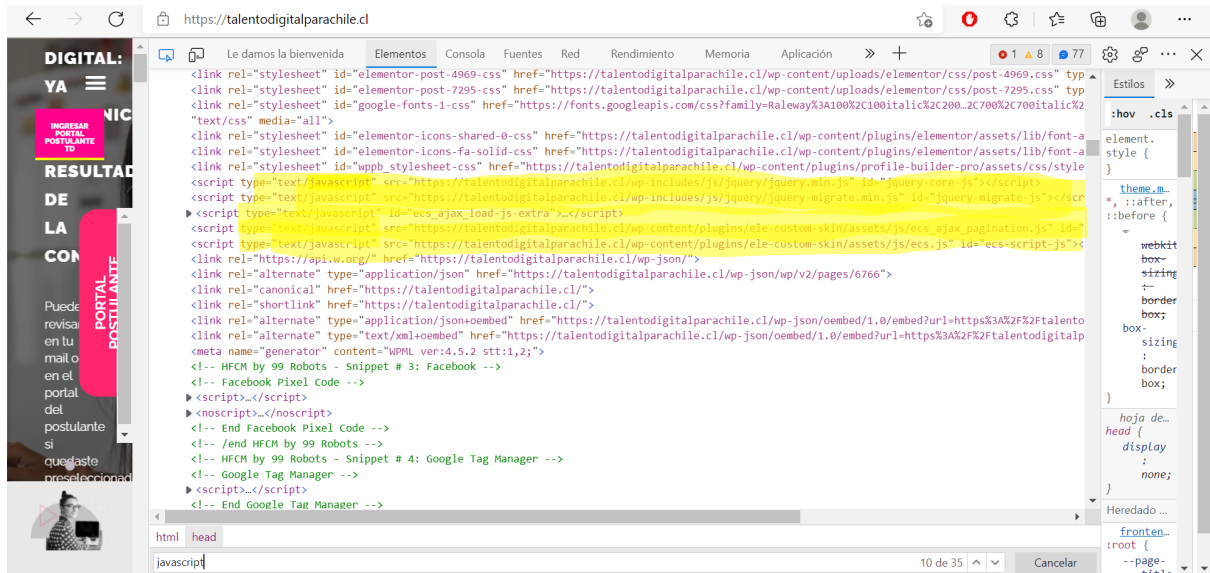 https://talentodigitalparachile.cl
DIGITAL:
YA
NIC
INGRESAR
PORTAL
POSTULANTE
TD
RESULTAD
DE
LA
CON
PORTAL
POSTULANTE
Puede
revisa
en tu
mail o
en el
portal
del
postulante
si
quedaste
preseleccionad
Le damos la bienvenida Elementos Consola Fuentes Red Rendimiento Memoria Aplicación 1 8 77
<link rel="stylesheet" id="elementor-post-4969-css" href="https://talentodigitalparachile.cl/wp-content/uploads/elementor/css/post-4969.css" typ
<link rel="stylesheet" id="elementor-post-7295-css" href="https://talentodigitalparachile.cl/wp-content/uploads/elementor/css/post-7295.css" typ
<link rel="stylesheet" id="google-fonts-1-css" href="https://fonts.googleapis.com/css?family=Raleway%3A100%2C100italic%2C200…2C700%2C700italic%2
"text/css" media="all">
<link rel="stylesheet" id="elementor-icons-shared-0-css" href="https://talentodigitalparachile.cl/wp-content/plugins/elementor/assets/lib/font-a
<link rel="stylesheet" id="elementor-icons-fa-solid-css" href="https://talentodigitalparachile.cl/wp-content/plugins/elementor/assets/lib/font-a
<link rel="stylesheet" id="wppb_stylesheet-css" href="https://talentodigitalparachile.cl/wp-content/plugins/profile-builder-pro/assets/css/style
<script type="text/javascript" src="https://talentodigitalparachile.cl/wp-includes/js/jquery/jquery.min.js" id="jquery-core-js"></script>
<script type="text/javascript" src="https://talentodigitalparachile.cl/wp-includes/js/jquery/jquery-migrate.min.js" id="jquery-migrate-js"></scr
<script type="text/javascript" id="ecs_ajax_load-js-extra">…</script>
<script type="text/javascript" src="https://talentodigitalparachile.cl/wp-content/plugins/ele-custom-skin/assets/js/ecs_ajax_pagination.js" id="
<script type="text/javascript" src="https://talentodigitalparachile.cl/wp-content/plugins/ele-custom-skin/assets/js/ecs.js" id="ecs-script-js"><
<link rel="https://api.w.org/" href="https://talentodigitalparachile.cl/wp-json/">
<link rel="alternate" type="application/json" href="https://talentodigitalparachile.cl/wp-json/wp/v2/pages/6766">
<link rel="canonical" href="https://talentodigitalparachile.cl/">
<link rel="shortlink" href="https://talentodigitalparachile.cl/">
<link rel="alternate" type="application/json+oembed" href="https://talentodigitalparachile.cl/wp-json/oembed/1.0/embed?url=https%3A%2F%2Ftalento
<link rel="alternate" type="text/xml+oembed" href="https://talentodigitalparachile.cl/wp-json/oembed/1.0/embed?url=https%3A%2F%2Ftalentodigitalp
<meta name="generator" content="WPML ver:4.5.2 stt:1,2;">
<!-- HFCM by 99 Robots - Snippet # 3: Facebook -->
<!-- Facebook Pixel Code -->
<script>…</script>
<noscript>…</noscript>
<!-- End Facebook Pixel Code -->
<!-- /end HFCM by 99 Robots -->
<!-- HFCM by 99 Robots - Snippet # 4: Google Tag Manager -->
<!-- Google Tag Manager -->
<script>…</script>
<!-- End Google Tag Manager -->
html head
javascript 10 de 35 Cancelar
Estilos
:hov .cls
element.
style {
}
theme.m…
*, ::after,
::before {
webkit
box-
sizing
:
border
box;
box-
sizing
:
border
box;
}
hoja de…
head {
display
:
none;
}
Heredado …
fronten…
:root {
--page-